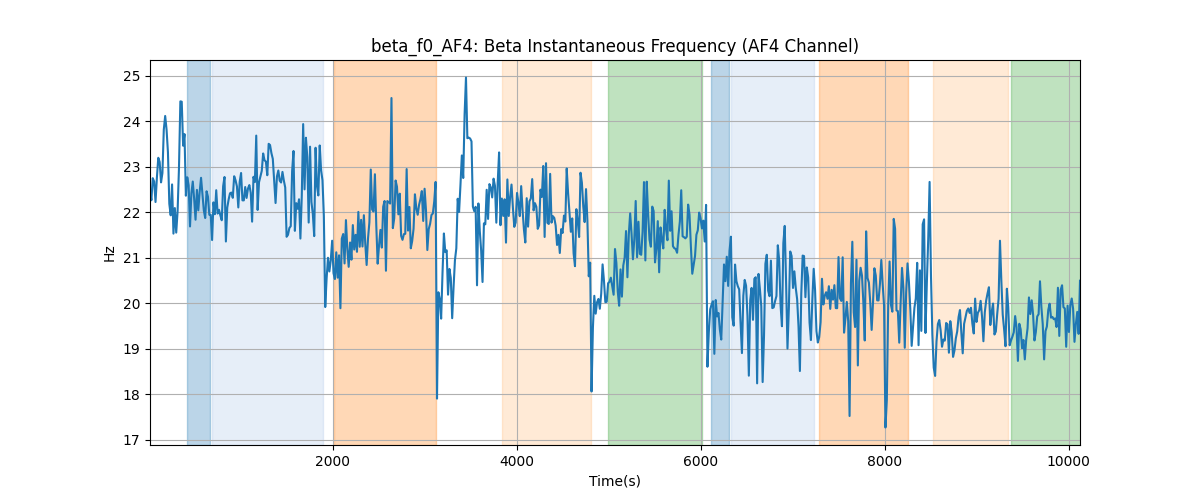 beta_f0_AF4: Beta Instantaneous Frequency (AF4 Channel)
25
24
23
22
21
20
19
18
17
Hz
2000 4000 6000 8000 10000
Time(s)